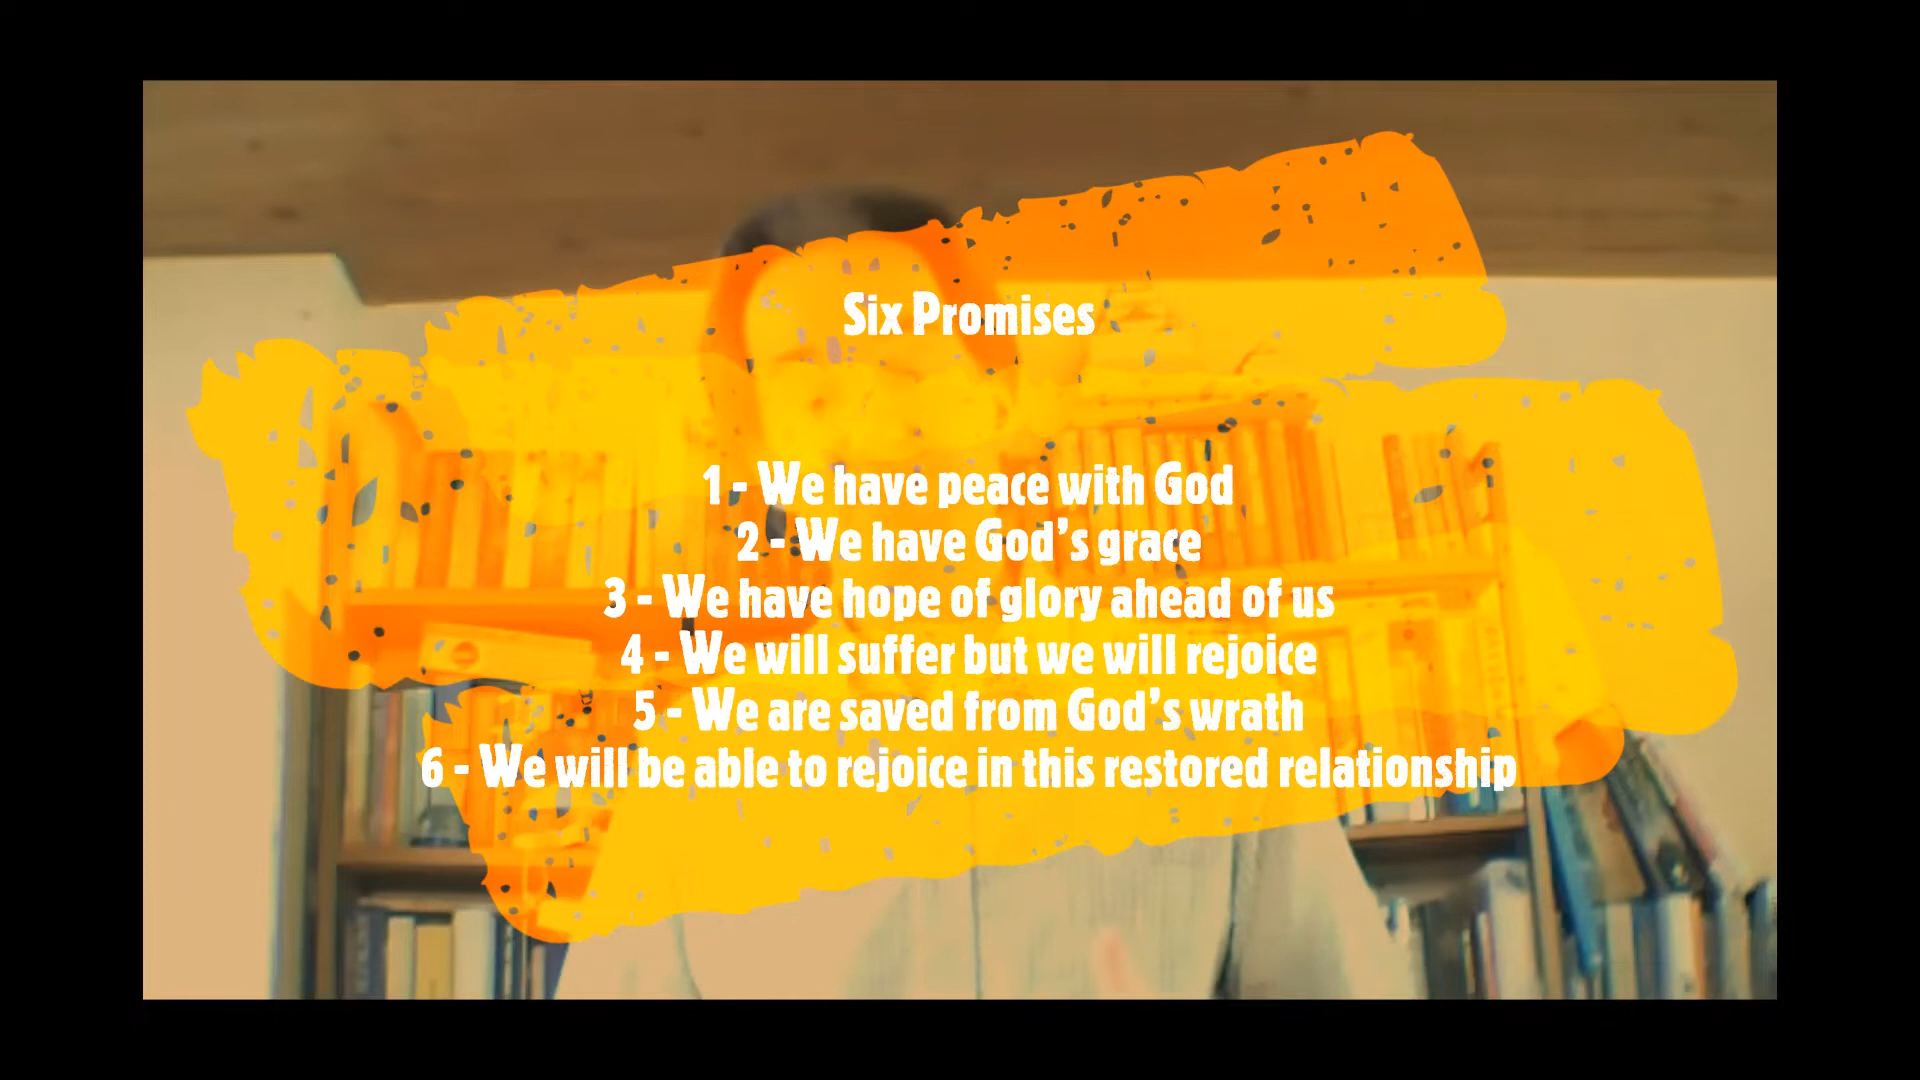 Six Promises
1 - We have peace with God
2 - We have God's grace
3 - We have hope of glory ahead of us
4 - We will suffer but we will rejoice
5 - We are saved from God's wrath
6 - We will be able to rejoice in this restored relationship